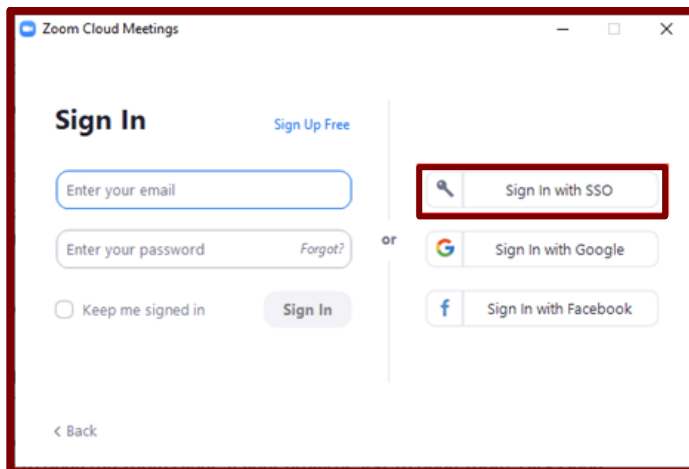 Zoom Cloud Meetings
Sign In
Sign Up Free
Enter your email
Enter your password
Forgot?
Keep me signed in
Sign In
or
Sign In with SSO
G
Sign In with Google
f
Sign In with Facebook
< Back